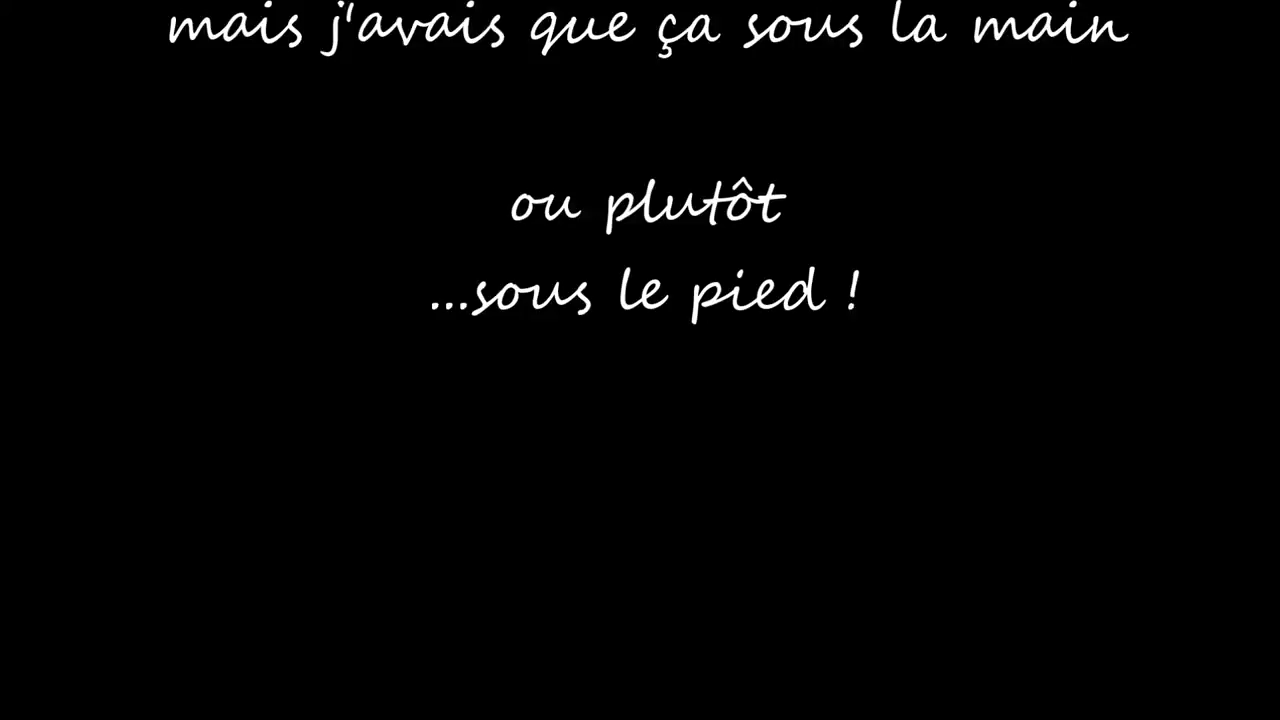 mais j'avais que ça sous la main
ou plutôt
...sous le pied !